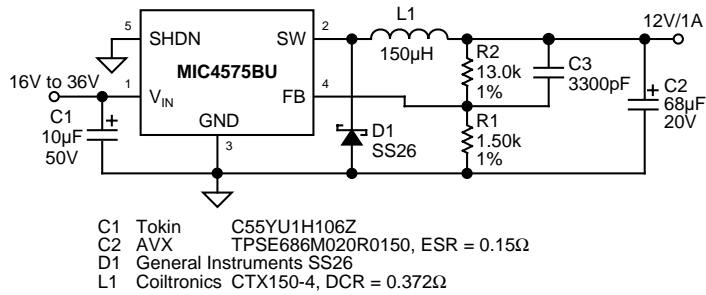 L1
12V/1A
5
SHDN
SW
2
150µH
R2
13.0k
1%
C3
3300pF
MIC4575BU
16V to 36V
1
VIN
FB
4
C2
68µF
20V
+
C1
10µF
50V
+
GND
3
D1
SS26
R1
1.50k
1%
C1 Tokin C55YU1H106Z
C2 AVX TPSE686M020R0150, ESR = 0.15Ω
D1 General Instruments SS26
L1 Coiltronics CTX150-4, DCR = 0.372Ω